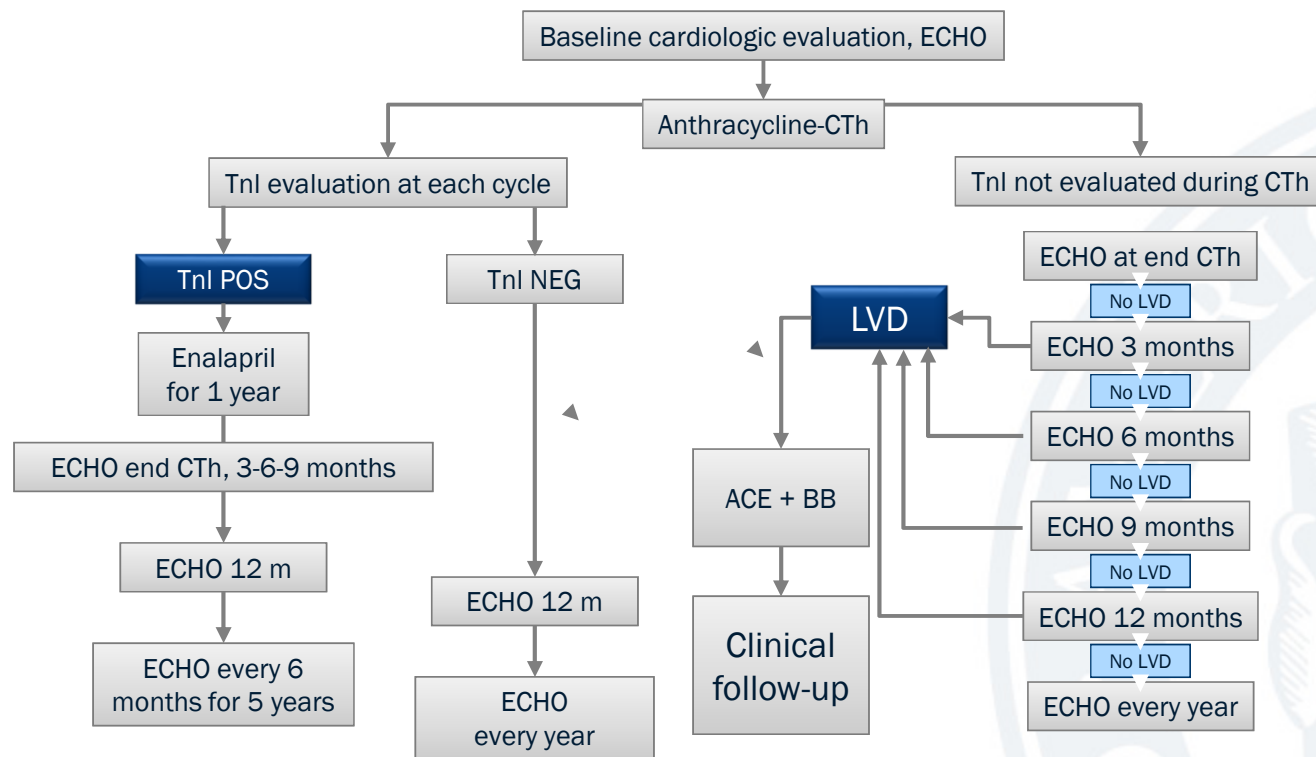 Baseline cardiologic evaluation, ECHO
Anthracycline-CTh
TnI evaluation at each cycle
TnI not evaluated during CTh
TnI POS
TnI NEG
Enalapril
for 1 year
ECHO end CTh, 3-6-9 months
ECHO 12 m
ECHO every 6
months for 5 years
ECHO 12 m
ECHO
every year
LVD
ACE + BB
Clinical
follow-up
ECHO at end CTh
No LVD
ECHO 3 months
No LVD
ECHO 6 months
No LVD
ECHO 9 months
No LVD
ECHO 12 months
No LVD
ECHO every year